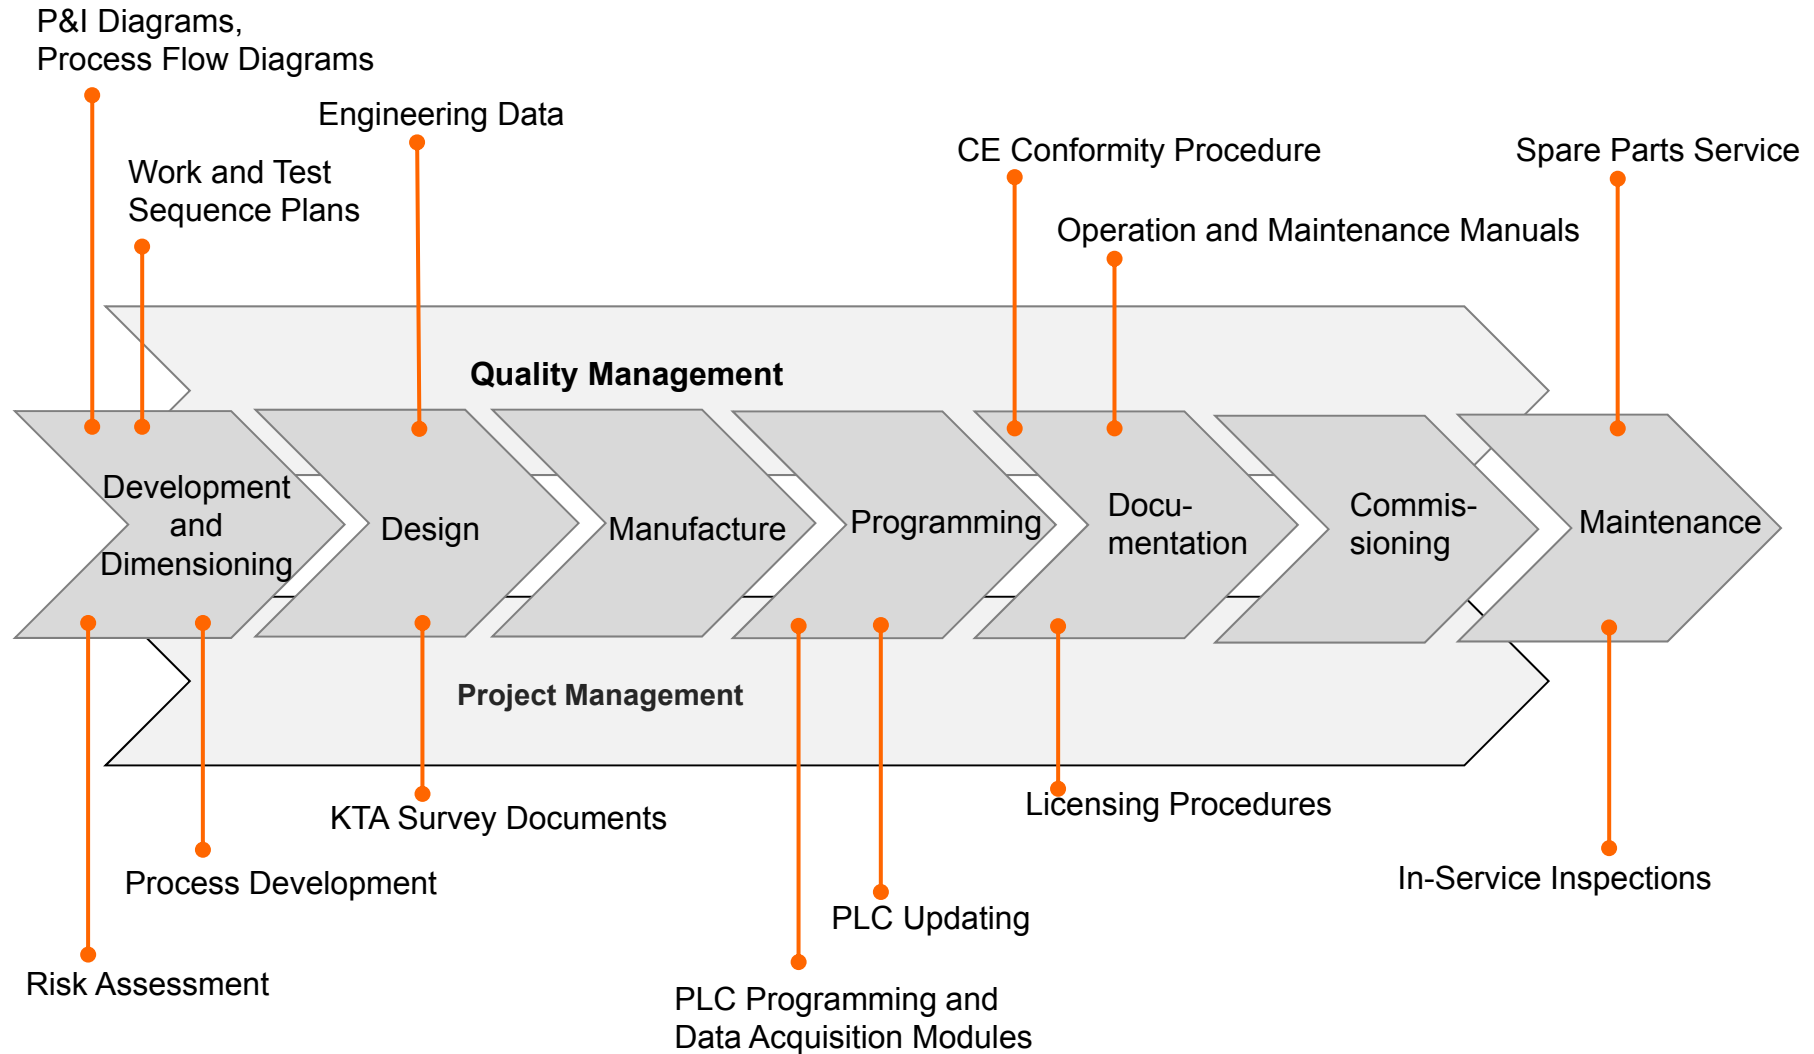 P&I Diagrams,
Process Flow Diagrams
Engineering Data
Work and Test
Sequence Plans
CE Conformity Procedure
Spare Parts Service
Operation and Maintenance Manuals
Quality Management
Development
and
Dimensioning
Design
Manufacture
Programming
Docu-
mentation
Commis-
sioning
Maintenance
Project Management
KTA Survey Documents
Licensing Procedures
Process Development
In-Service Inspections
PLC Updating
Risk Assessment
PLC Programming and
Data Acquisition Modules